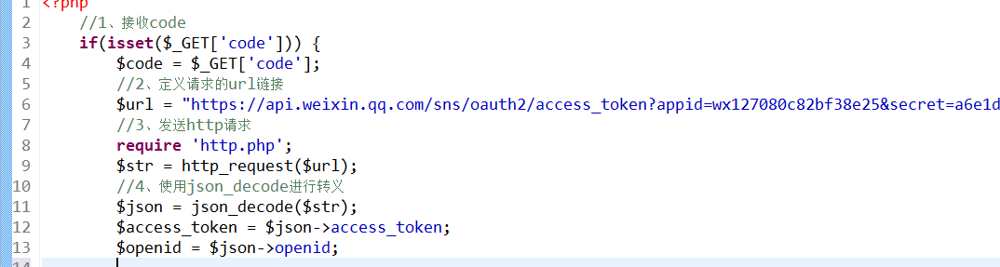 1 <?php
2 //1、接收code
3 if(isset($_GET['code'])) {
4 $code = $_GET['code'];
5 //2、定义请求的url链接
6 $url = "https://api.weixin.qq.com/sns/oauth2/access_token?appid=wx127080c82bf38e25&secret=a6e1d
7 //3、发送http请求
8 require 'http.php';
9 $str = http_request($url);
10 //4、使用json_decode进行转义
11 $json = json_decode($str);
12 $access_token = $json->access_token;
13 $openid = $json->openid;
14